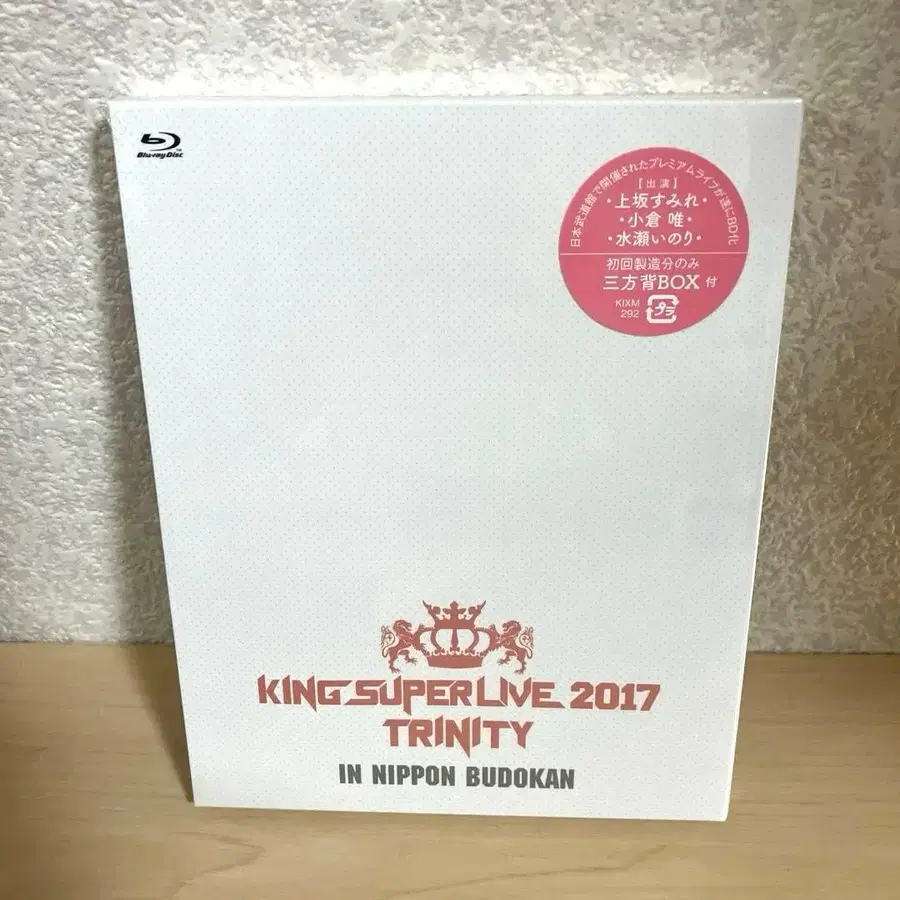 Blu-ray Disc
日本武道館で開催されたプレミアムライブが遂にBD化
【出演】
・上坂すみれ・
・小倉 唯・
・水瀬いのり・
初回製造分のみ
三方背BOX 付
KIXM
292
プラ
KING SUPER LIVE 2017
TRINITY
IN NIPPON BUDOKAN